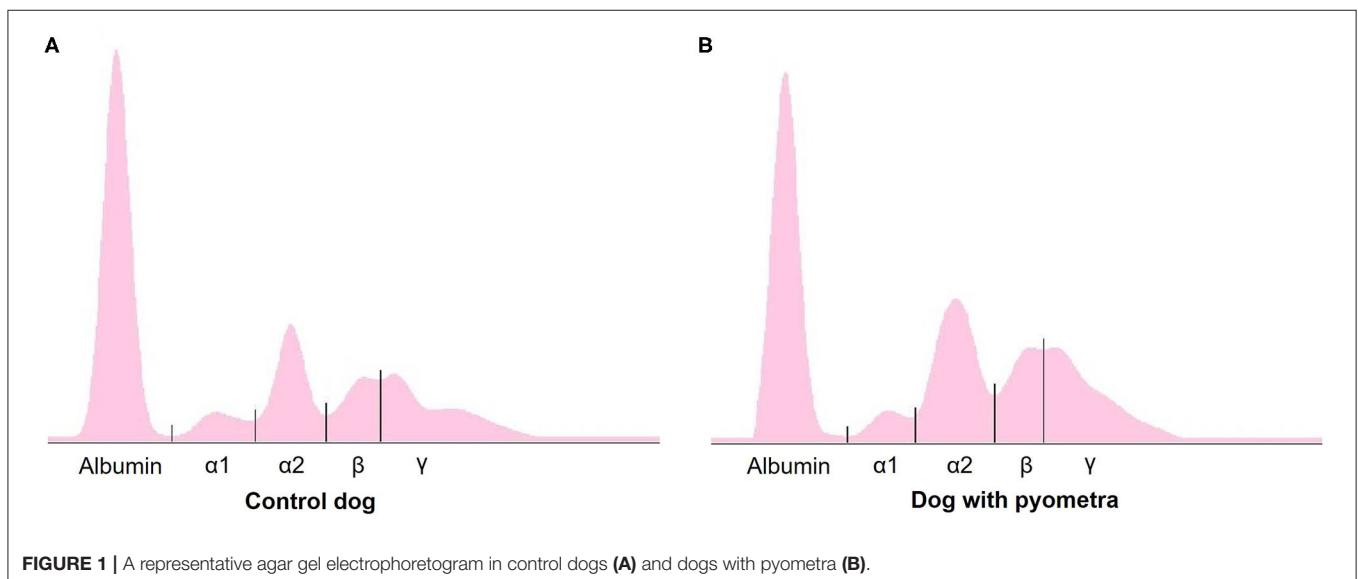 A
B
Albumin α1 α2 β γ
Control dog
Albumin α1 α2 β γ
Dog with pyometra
FIGURE 1 | A representative agar gel electrophoretogram in control dogs (A) and dogs with pyometra (B).